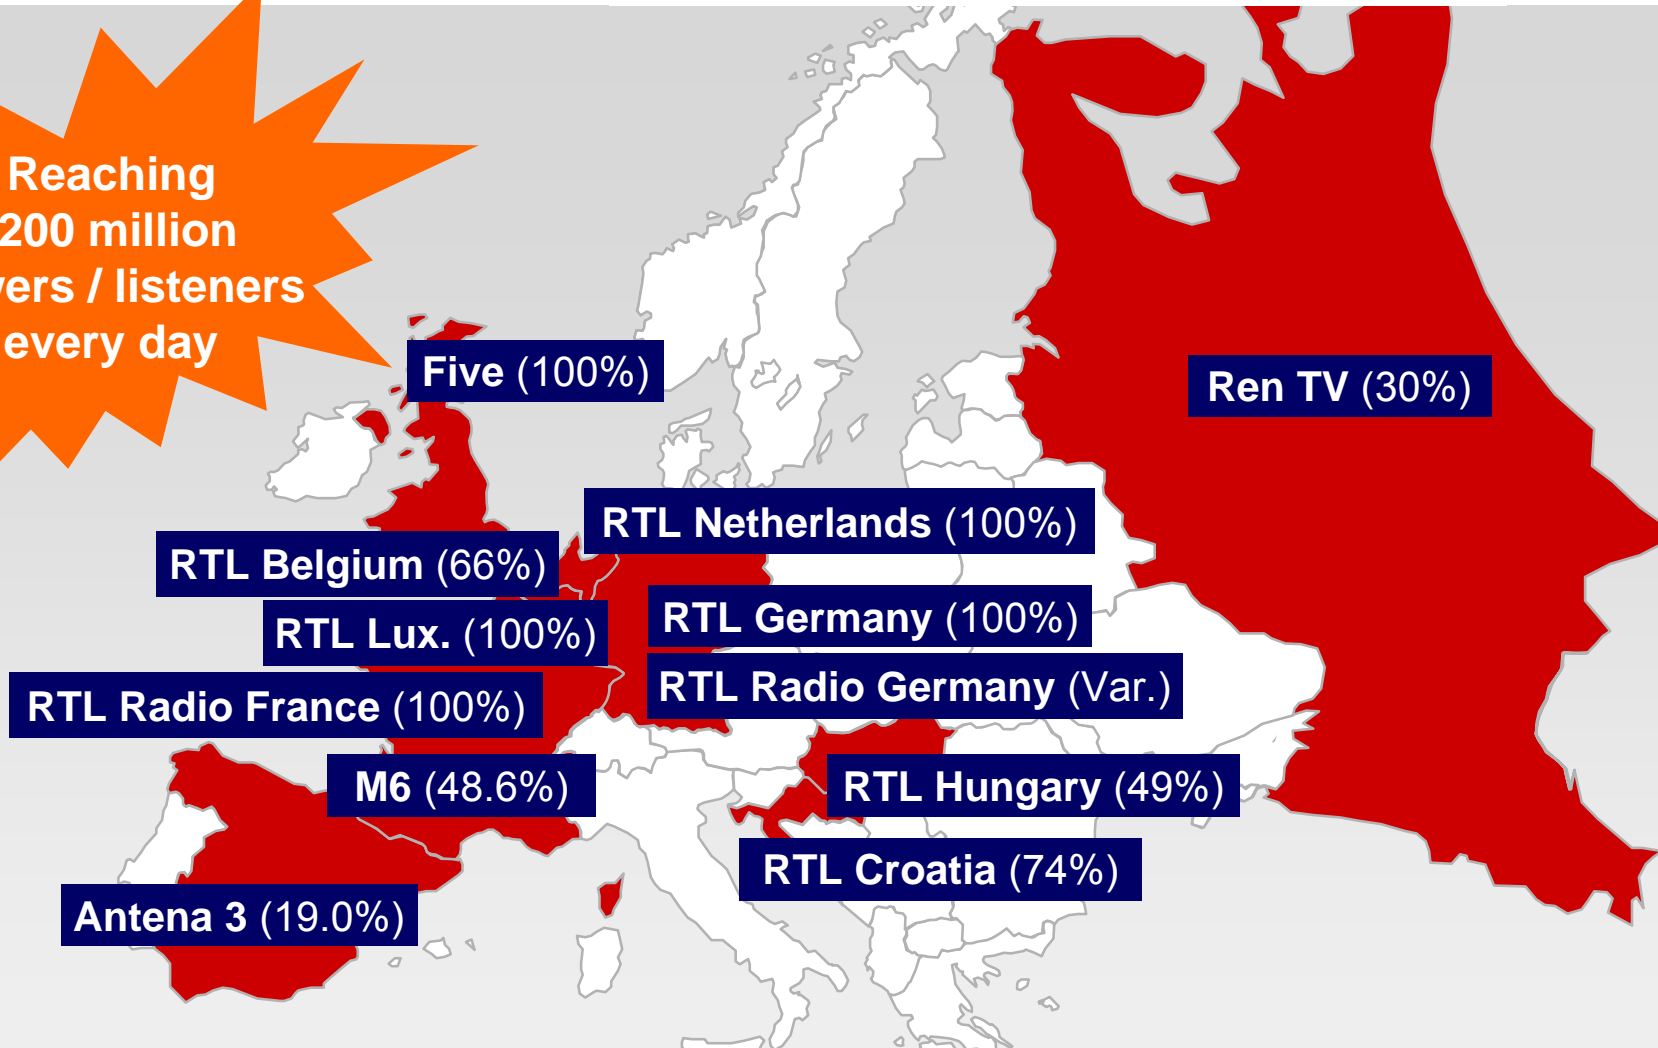 Reaching
200 million
ers / listeners
every day
Five (100%)
Ren TV (30%)
RTL Netherlands (100%)
RTL Belgium (66%)
RTL Germany (100%)
RTL Lux. (100%)
RTL Radio Germany (Var.)
RTL Radio France (100%)
M6 (48.6%)
RTL Hungary (49%)
RTL Croatia (74%)
Antena 3 (19.0%)